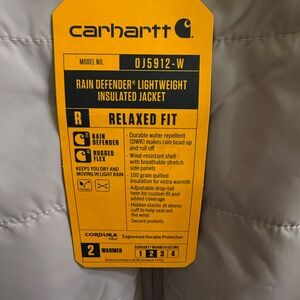 carhartt
MODEL NO. OJ5912-W
RAIN DEFENDER® LIGHTWEIGHT
INSULATED JACKET
R RELAXED FIT
RAIN
DEFENDER
RUGGED
FLEX
KEEPS YOU DRY AND
MOVING IN LIGHT RAIN
- Durable water repellent
(DWR) makes rain bead up
and roll off
- Wind-resistant shell
with breathable stretch
side panels
- 100 gram quilted
insulation for extra warmth
- Adjustable drop-tail
hem for custom fit and
added coverage
- Hidden elastic at sleeve
cuff to help seal out
the wind
- Secure pockets
CORDURA
Engineered Durable Protection
2 WARMER
CARHARTT WARMTH RATING
1 2 3 4